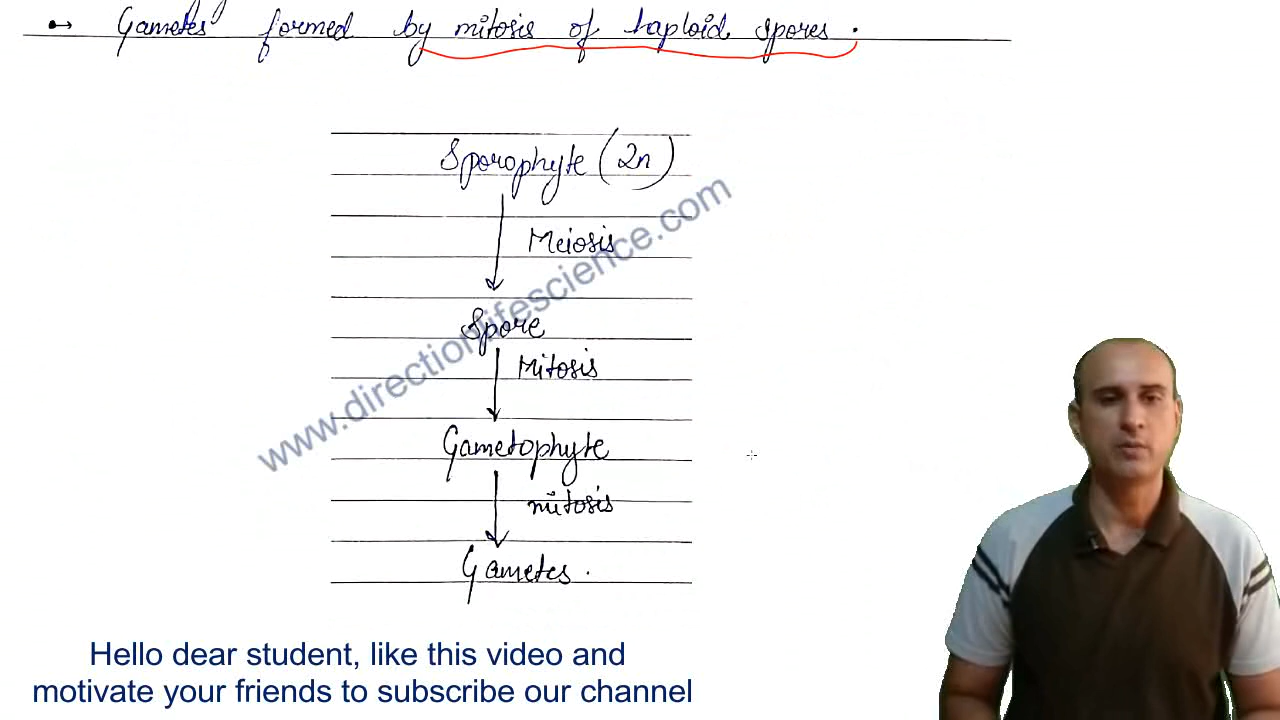 Gametes formed by mitosis of haploid spores.
Sporophyte (2n)
Meiosis
Spore
Mitosis
Gametophyte
mitosis
Gametes.
www.directionlifescience.com
Hello dear student, like this video and
motivate your friends to subscribe our channel